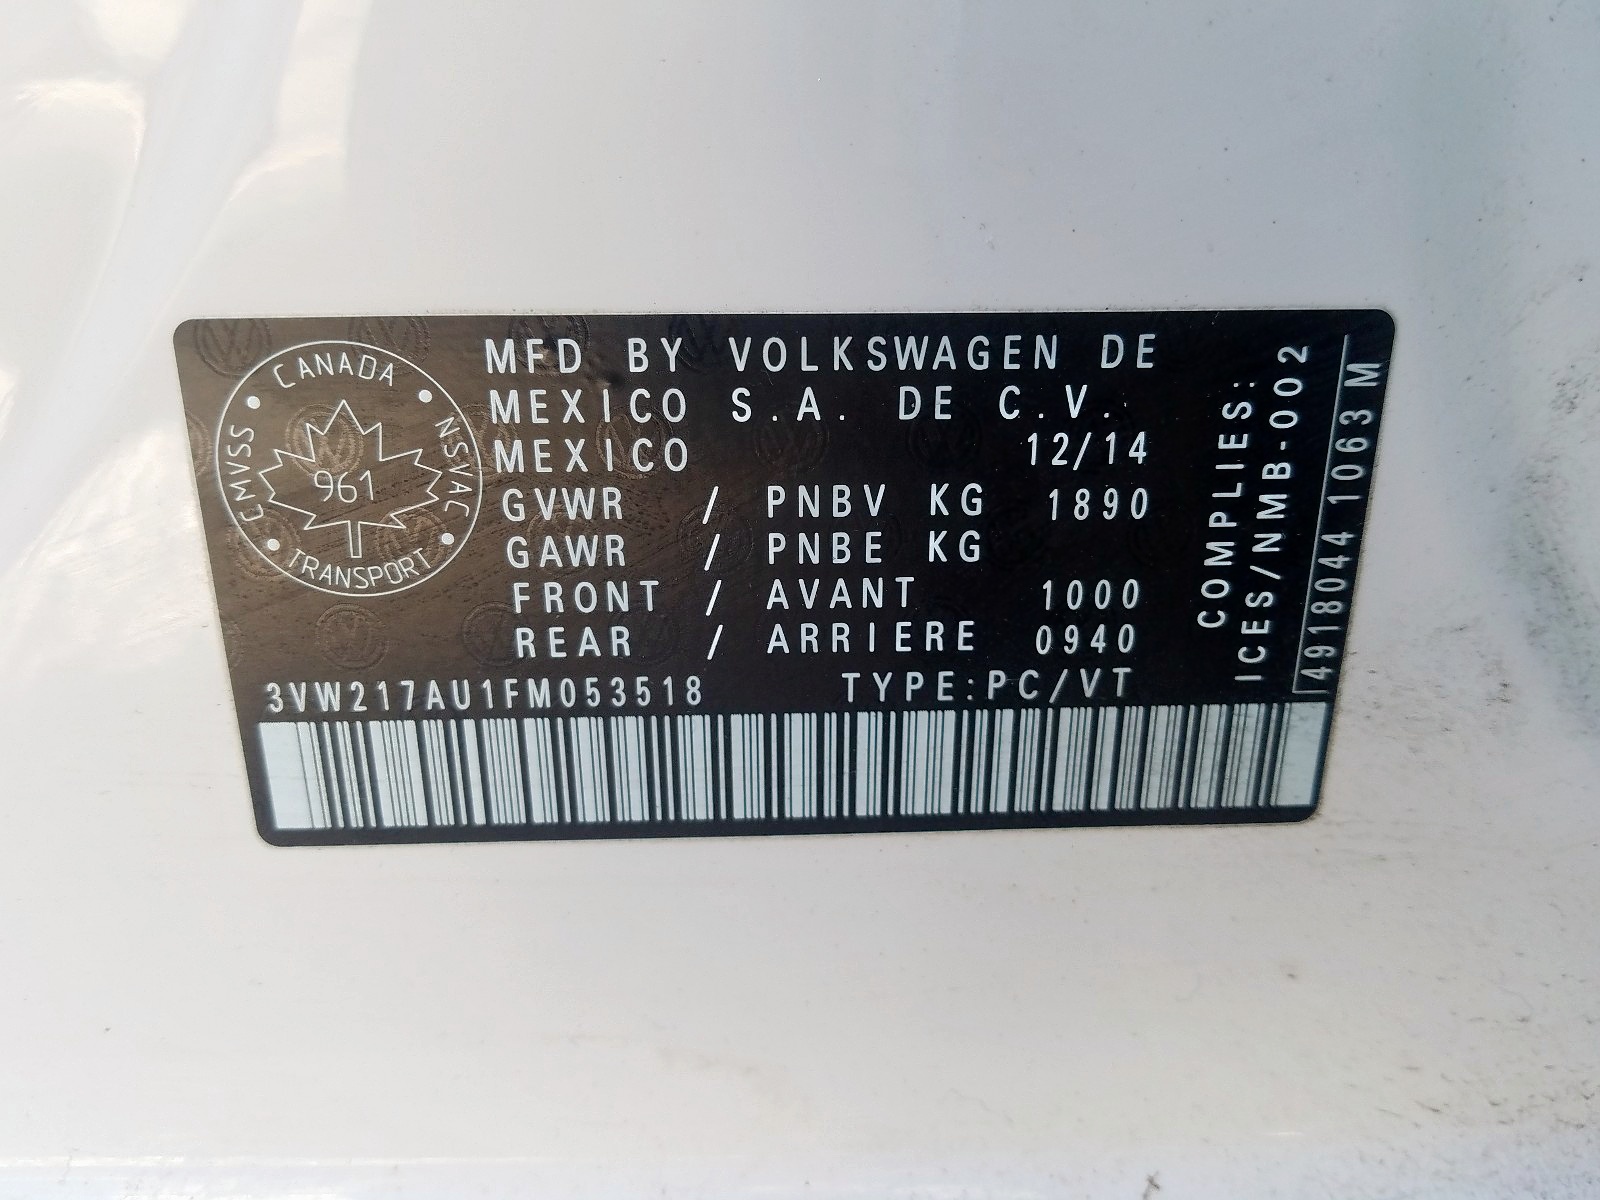 CANADA
CMVSS
NSVAC
961
TRANSPORT
MFD BY VOLKSWAGEN DE
MEXICO S.A. DE C.V.
MEXICO 12/14
GVWR / PNBV KG 1890
GAWR / PNBE KG
FRONT / AVANT 1000
REAR / ARRIERE 0940
3VW217AU1FM053518 TYPE:PC/VT
COMPLIES:
ICES/NMB-002
4918044 1063 M